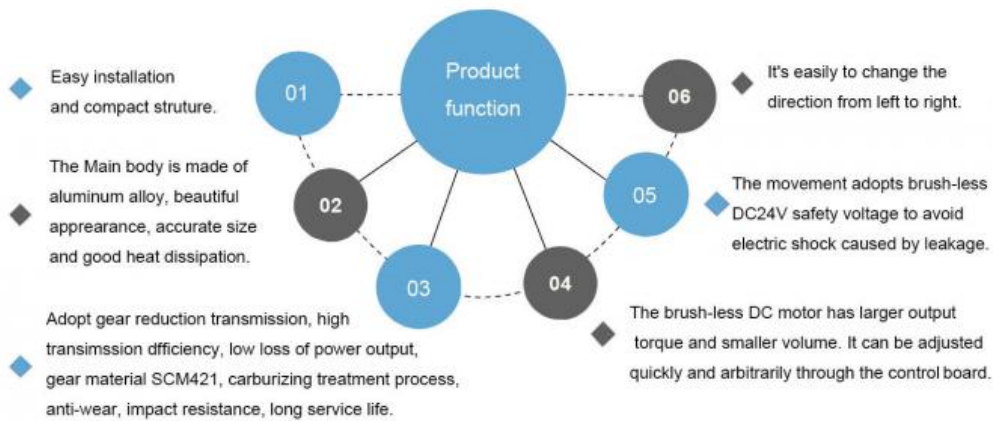 Product
function
01
Easy installation
and compact struture.
02
The Main body is made of
aluminum alloy, beautiful
apprearance, accurate size
and good heat dissipation.
03
Adopt gear reduction transmission, high
transimssion dfficiency, low loss of power output,
gear material SCM421, carburizing treatment process,
anti-wear, impact resistance, long service life.
04
The brush-less DC motor has larger output
torque and smaller volume. It can be adjusted
quickly and arbitrarily through the control board.
05
The movement adopts brush-less
DC24V safety voltage to avoid
electric shock caused by leakage.
06
It's easily to change the
direction from left to right.